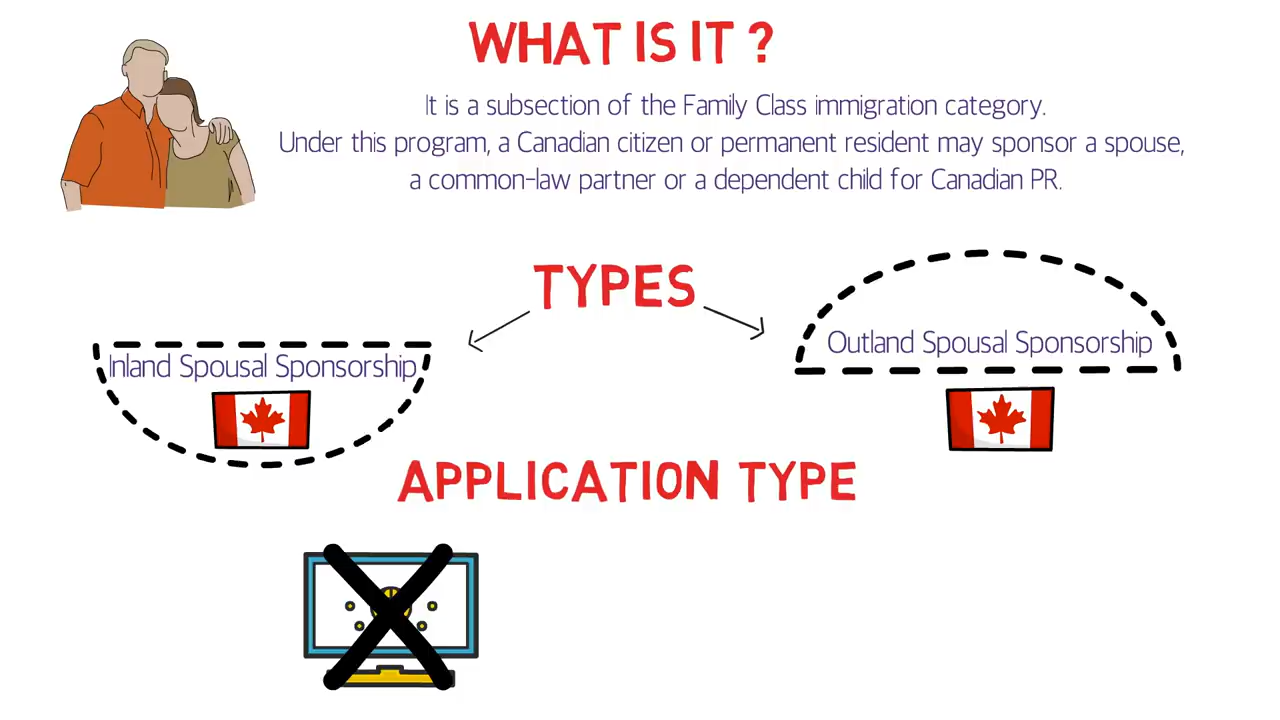 WHAT IS IT ?
It is a subsection of the Family Class immigration category.
Under this program, a Canadian citizen or permanent resident may sponsor a spouse,
a common-law partner or a dependent child for Canadian PR.
TYPES
Inland Spousal Sponsorship
Outland Spousal Sponsorship
APPLICATION TYPE